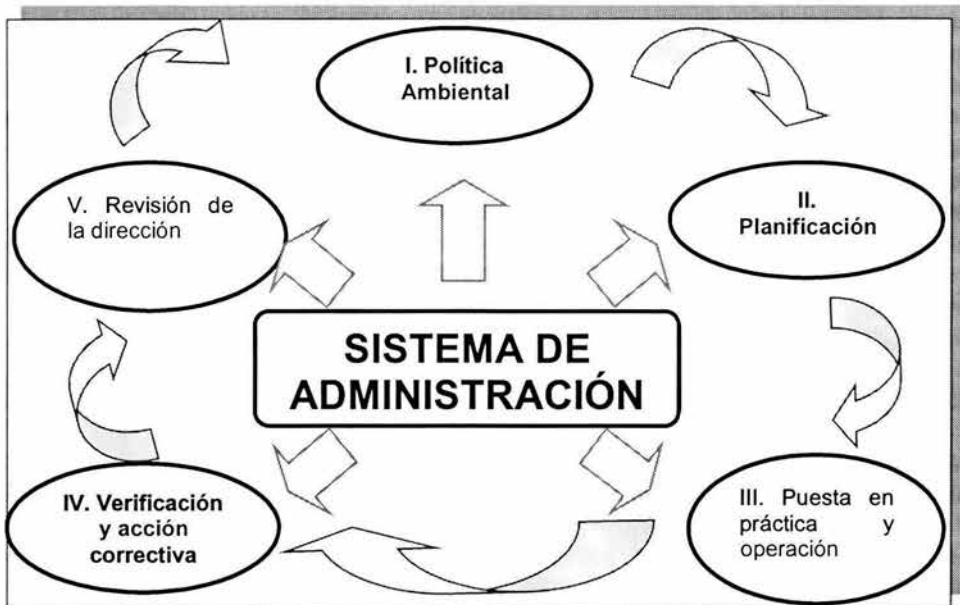 I. Política
Ambiental
II.
Planificación
V. Revisión de
la dirección
SISTEMA DE
ADMINISTRACIÓN
IV. Verificación
y acción
correctiva
III. Puesta en
práctica y
operación